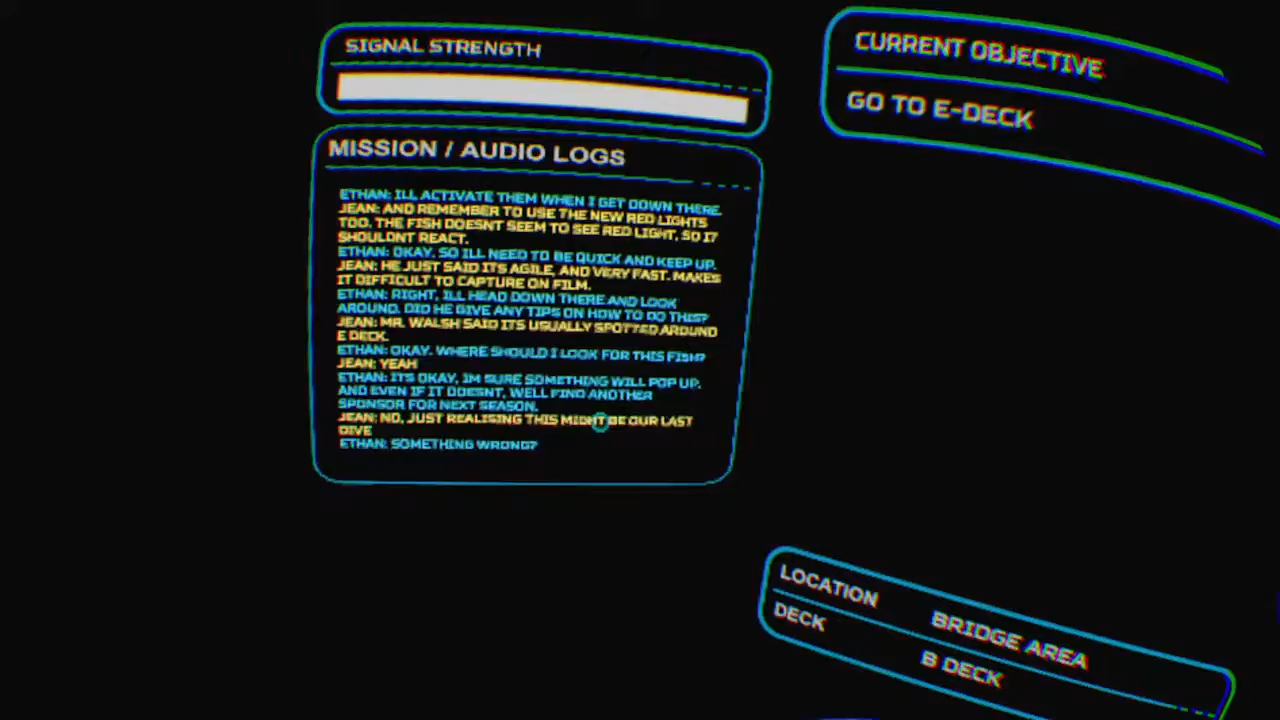 SIGNAL STRENGTH
CURRENT OBJECTIVE
GO TO E-DECK
MISSION / AUDIO LOGS
ETHAN: ILL ACTIVATE THEM WHEN I GET DOWN THERE.
JEAN: AND REMEMBER TO USE THE NEW RED LIGHTS
TOO. THE FISH DOESNT SEEM TO SEE RED LIGHT, SO IT
SHOULDNT REACT.
ETHAN: OKAY. SO ILL NEED TO BE QUICK AND KEEP UP.
JEAN: HE JUST SAID ITS AGILE, AND VERY FAST. MAKES
IT DIFFICULT TO CAPTURE ON FILM.
ETHAN: RIGHT, ILL HEAD DOWN THERE AND LOOK
AROUND. DID HE GIVE ANY TIPS ON HOW TO DO THIS?
JEAN: MR. WALSH SAID ITS USUALLY SPOTTED AROUND
E DECK.
ETHAN: OKAY. WHERE SHOULD I LOOK FOR THIS FISH?
JEAN: YEAH
ETHAN: ITS OKAY, IM SURE SOMETHING WILL POP UP.
AND EVEN IF IT DOESNT, WELL FIND ANOTHER
SPONSOR FOR NEXT SEASON.
JEAN: NO, JUST REALISING THIS MIGHT BE OUR LAST
DIVE
ETHAN: SOMETHING WRONG?
LOCATION BRIDGE AREA
DECK B DECK